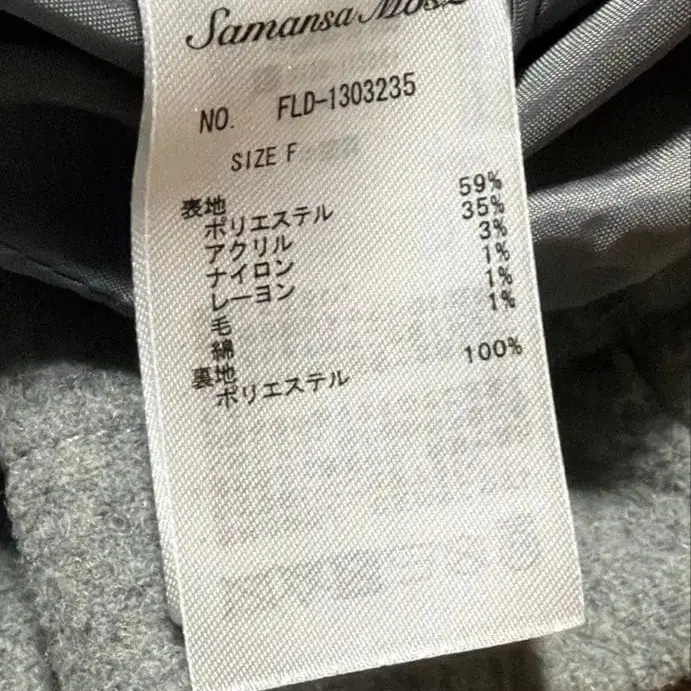 Samansa Mos2
NO. FLD-1303235
SIZE F
表地
ポリエステル 59%
アクリル 35%
ナイロン 3%
レーヨン 1%
毛 1%
綿 1%
裏地
ポリエステル 100%